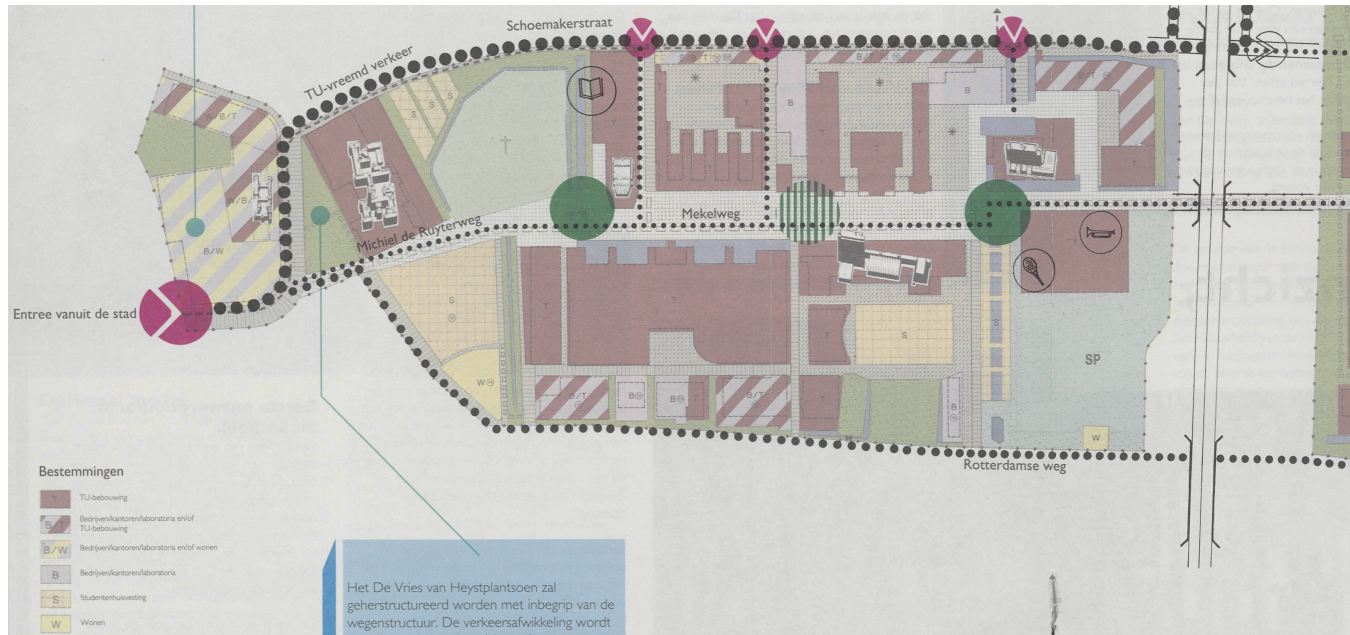 Schoemakerstraat
TU-vreemd verkeer
W/B/T
S
S
S
S/B/T
T
T
B
T
B/T
T
B
B/T
T
W/B/
B/W
Michiel de Ruyterweg
Mekelweg
Entree vanuit de stad
S
T
T
T
S
S
SP
W
B/T
B
B
T
B/T
T
B
W
Rotterdamse weg
Bestemmingen
T TU-bebouwing
B/T Bedrijven/kantoren/laboratoria en/of
TU-bebouwing
B/W Bedrijven/kantoren/laboratoria en/of wonen
B Bedrijven/kantoren/laboratoria
S Studentenhuisvesting
W Wonen
Het De Vries van Heystplantsoen zal
geherstructureerd worden met inbegrip van de
wegenstructuur. De verkeersafwikkeling wordt